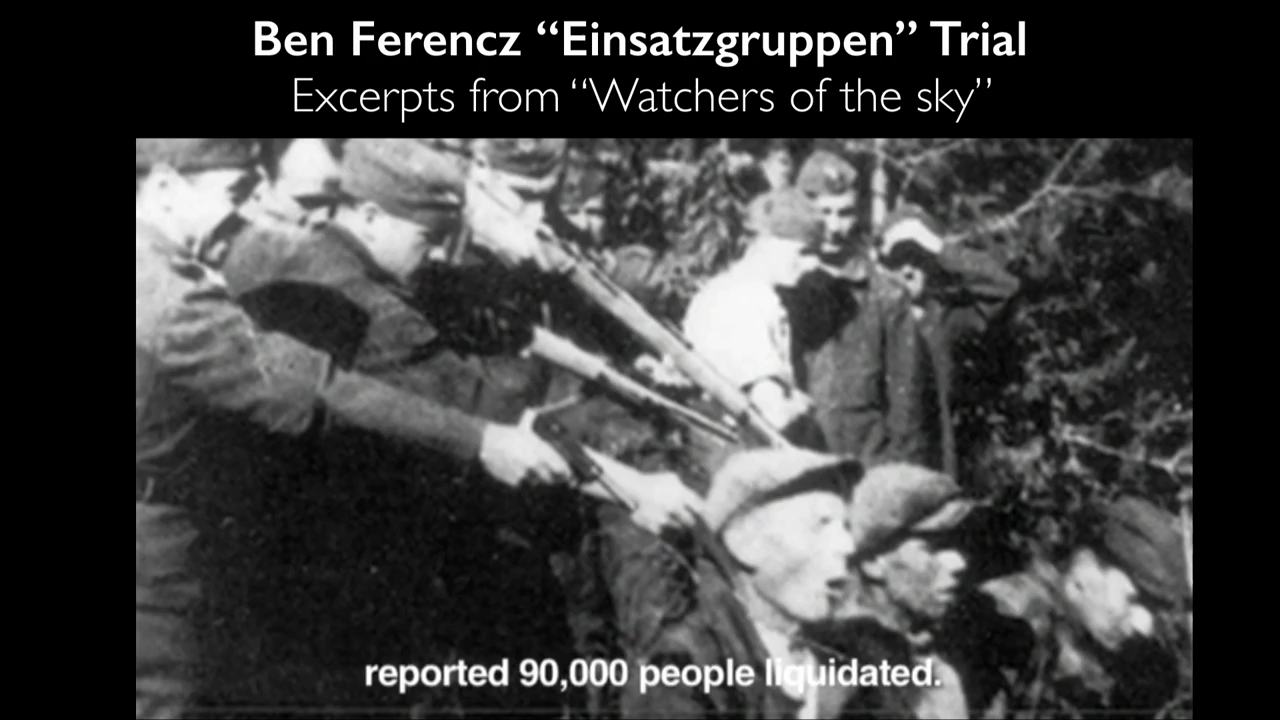 Ben Ferencz “Einsatzgruppen” Trial
Excerpts from “Watchers of the sky”
reported 90,000 people liquidated.